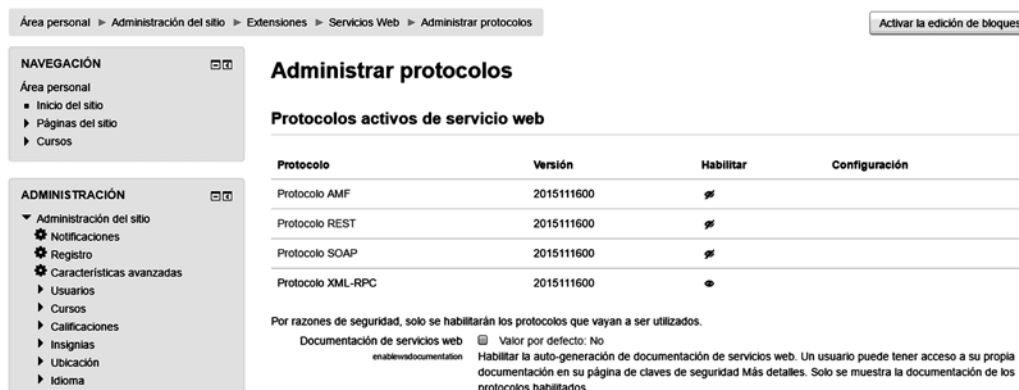 Área personal ▶ Administración del sitio ▶ Extensiones ▶ Servicios Web ▶ Administrar protocolos
Activar la edición de bloques
NAVEGACIÓN
Área personal
Inicio del sitio
Páginas del sitio
Cursos
ADMINISTRACIÓN
Administración del sitio
Notificaciones
Registro
Características avanzadas
Usuarios
Cursos
Calificaciones
Insignias
Ubicación
Idioma
Administrar protocolos
Protocolos activos de servicio web
Protocolo Versión Habilitar Configuración
Protocolo AMF 2015111600
Protocolo REST 2015111600
Protocolo SOAP 2015111600
Protocolo XML-RPC 2015111600
Por razones de seguridad, solo se habilitarán los protocolos que vayan a ser utilizados.
Documentación de servicios web Valor por defecto: No
enablewsdocumentation Habilitar la auto-generación de documentación de servicios web. Un usuario puede tener acceso a su propia
documentación en su página de claves de seguridad Más detalles. Solo se muestra la documentación de los
protocolos habilitados.